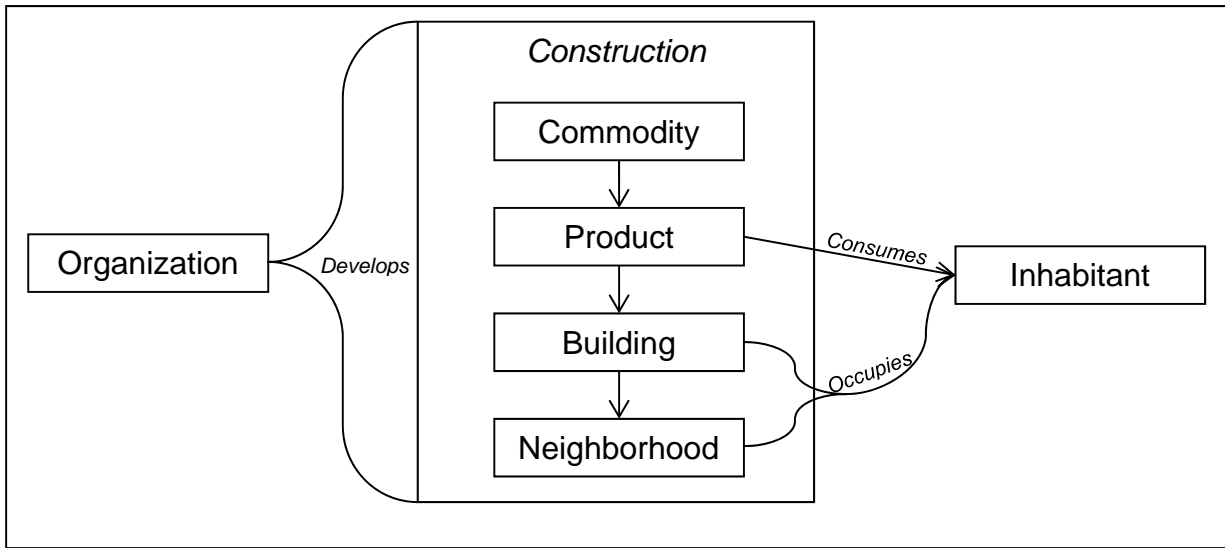 Construction
Commodity
Product
Consumes
Organization
Develops
Inhabitant
Building
Occupies
Neighborhood